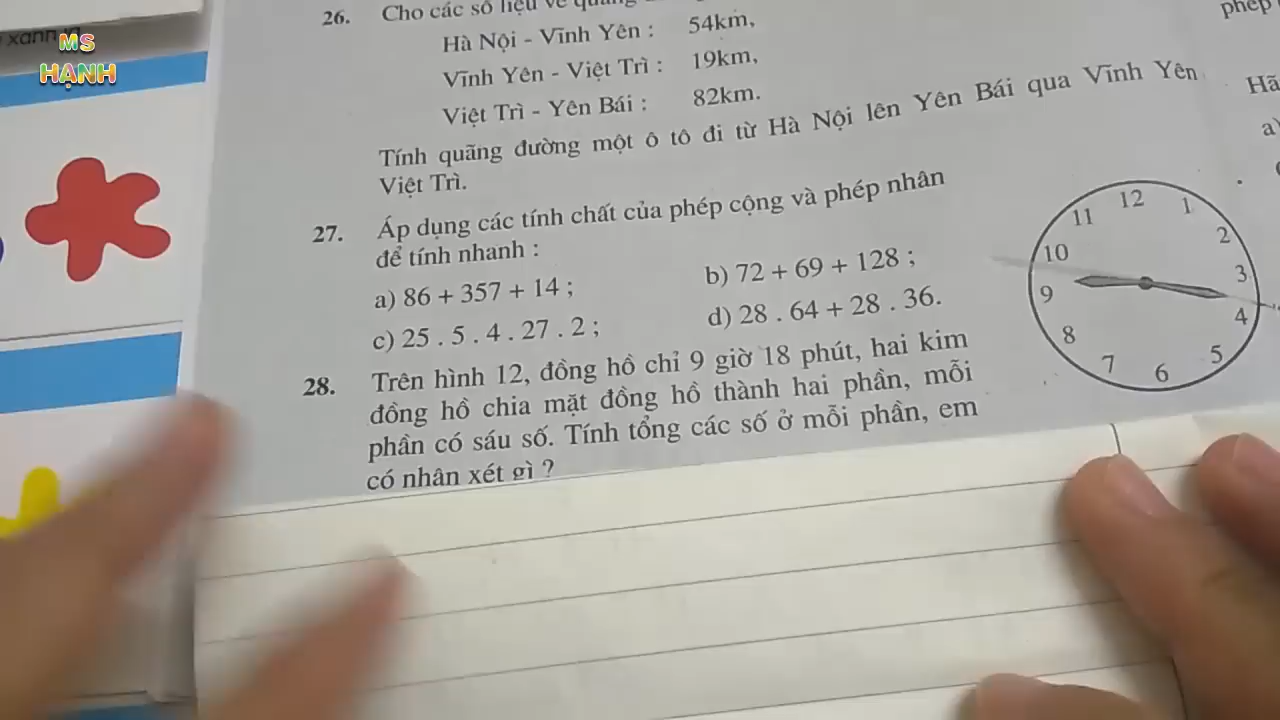 xanh
MS
HẠNH
26. Cho các số liệu về
Hà Nội - Vĩnh Yên : 54km,
Vĩnh Yên - Việt Trì : 19km,
Việt Trì - Yên Bái : 82km.
Tính quãng đường một ô tô đi từ Hà Nội lên Yên Bái qua Vĩnh Yên
Việt Trì.
27. Áp dụng các tính chất của phép cộng và phép nhân
để tính nhanh :
a) 86 + 357 + 14 ; b) 72 + 69 + 128 ;
c) 25 . 5 . 4 . 27 . 2 ; d) 28 . 64 + 28 . 36.
28. Trên hình 12, đồng hồ chỉ 9 giờ 18 phút, hai kim
đồng hồ chia mặt đồng hồ thành hai phần, mỗi
phần có sáu số. Tính tổng các số ở mỗi phần, em
có nhận xét gì ?
12
11 1
10 2
9 3
8 4
7 6 5
phép
Hã
a)